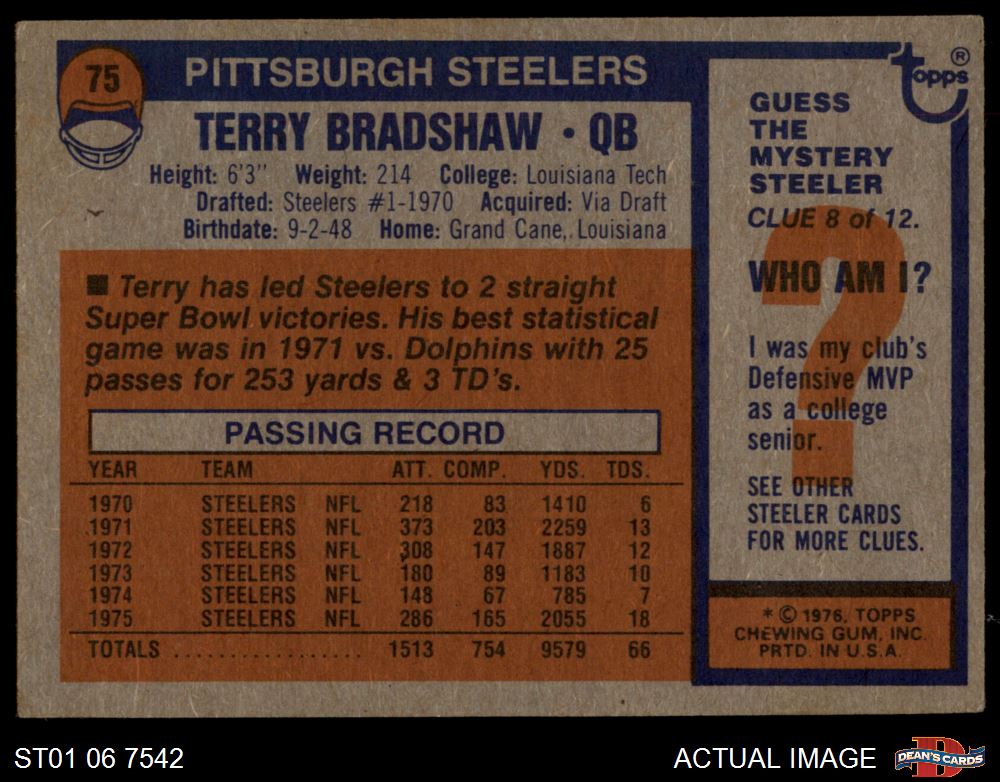 75
PITTSBURGH STEELERS
TERRY BRADSHAW • QB
Height: 6'3" Weight: 214 College: Louisiana Tech
Drafted: Steelers #1-1970 Acquired: Via Draft
Birthdate: 9-2-48 Home: Grand Cane, Louisiana
■ Terry has led Steelers to 2 straight
Super Bowl victories. His best statistical
game was in 1971 vs. Dolphins with 25
passes for 253 yards & 3 TD's.
PASSING RECORD
YEAR TEAM ATT. COMP. YDS. TDS.
1970 STEELERS NFL 218 83 1410 6
1971 STEELERS NFL 373 203 2259 13
1972 STEELERS NFL 308 147 1887 12
1973 STEELERS NFL 180 89 1183 10
1974 STEELERS NFL 148 67 785 7
1975 STEELERS NFL 286 165 2055 18
TOTALS .................. 1513 754 9579 66
topps ®
GUESS
THE
MYSTERY
STEELER
CLUE 8 of 12.
?
WHO AM I?
I was my club's
Defensive MVP
as a college
senior.
SEE OTHER
STEELER CARDS
FOR MORE CLUES.
* © 1976, TOPPS
CHEWING GUM, INC.
PRTD. IN U.S.A.
ST01 06 7542
ACTUAL IMAGE
D
DEAN'S CARDS